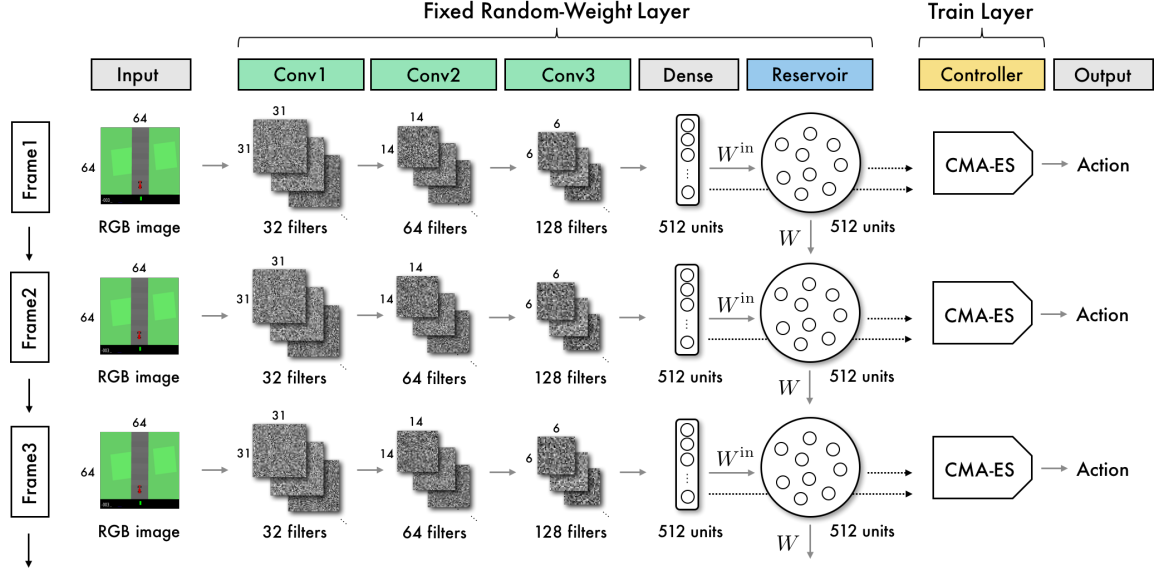 Fixed Random-Weight Layer
Train Layer
Input
Conv1
Conv2
Conv3
Dense
Reservoir
Controller
Output
Frame1
64
64
RGB image
31
31
32 filters
14
14
64 filters
6
6
128 filters
512 units
W^in
W
512 units
CMA-ES
Action
Frame2
64
64
RGB image
31
31
32 filters
14
14
64 filters
6
6
128 filters
512 units
W^in
W
512 units
CMA-ES
Action
Frame3
64
64
RGB image
31
31
32 filters
14
14
64 filters
6
6
128 filters
512 units
W^in
W
512 units
CMA-ES
Action